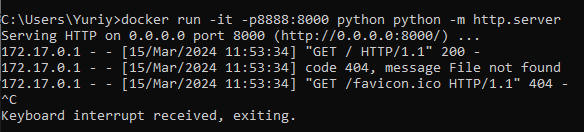 C:\Users\Yuriy>docker run -it -p8888:8000 python python -m http.server
Serving HTTP on 0.0.0.0 port 8000 (http://0.0.0.0:8000/) ...
172.17.0.1 - - [15/Mar/2024 11:53:34] "GET / HTTP/1.1" 200 -
172.17.0.1 - - [15/Mar/2024 11:53:34] code 404, message File not found
172.17.0.1 - - [15/Mar/2024 11:53:34] "GET /favicon.ico HTTP/1.1" 404 -
^C
Keyboard interrupt received, exiting.